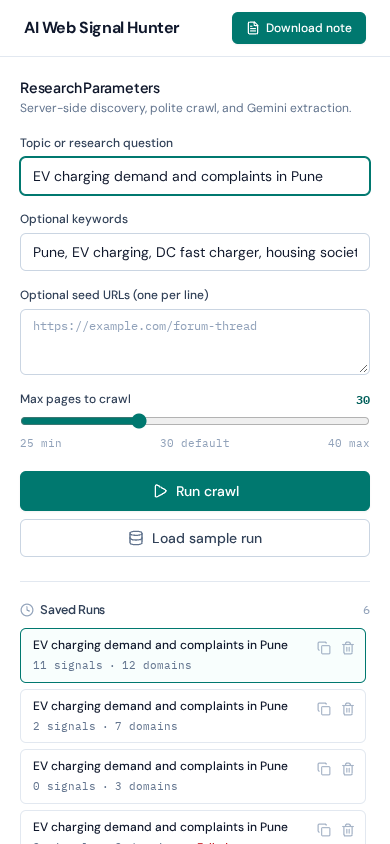 AI Web Signal Hunter
Download note
Research Parameters
Server-side discovery, polite crawl, and Gemini extraction.
Topic or research question
EV charging demand and complaints in Pune
Optional keywords
Pune, EV charging, DC fast charger, housing societ
Optional seed URLs (one per line)
https://example.com/forum-thread
Max pages to crawl 30
25 min 30 default 40 max
Run crawl
Load sample run
Saved Runs 6
EV charging demand and complaints in Pune
11 signals · 12 domains
EV charging demand and complaints in Pune
2 signals · 7 domains
EV charging demand and complaints in Pune
0 signals · 3 domains
EV charging demand and complaints in Pune